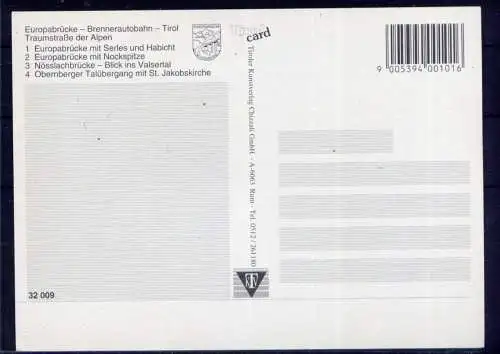 Europabrücke – Brennerautobahn – Tirol
Traumstraße der Alpen
1 Europabrücke mit Serles und Habicht
2 Europabrücke mit Nockspitze
3 Nösslachbrücke – Blick ins Valsertal
4 Obernberger Talübergang mit St. Jakobskirche
card
9 005394 001016
Tiroler Kunstverlag Chizzali GmbH. - A-6063 Rum - Tel. 0512 / 261180
32 009